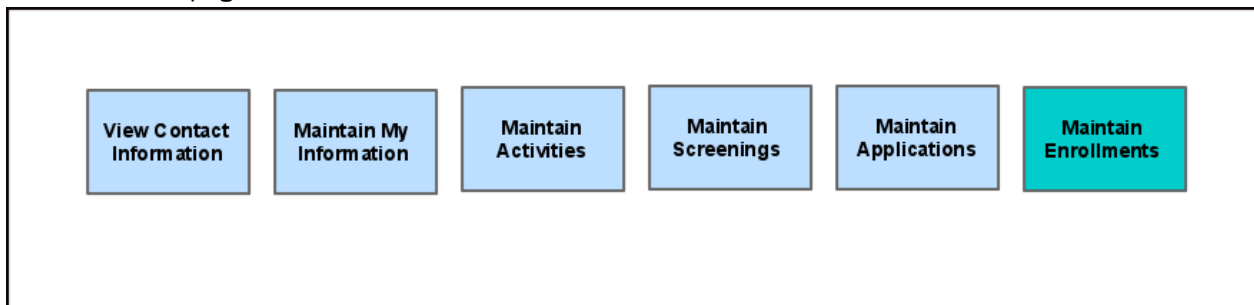 View Contact
Information
Maintain My
Information
Maintain
Activities
Maintain
Screenings
Maintain
Applications
Maintain
Enrollments